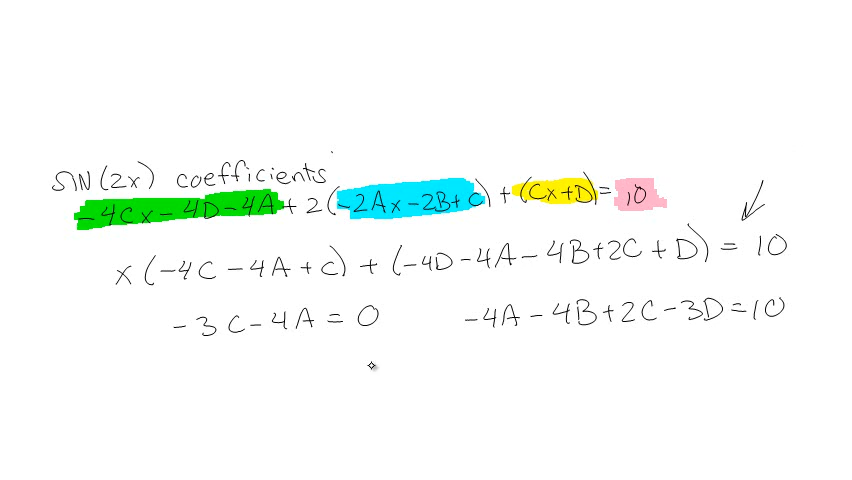 SIN(2x) coefficients
-4Cx-4D-4A+2(-2Ax-2B+C)+(Cx+D)=10
x(-4C-4A+C)+(-4D-4A-4B+2C+D)=10
-3C-4A=0 -4A-4B+2C-3D=10